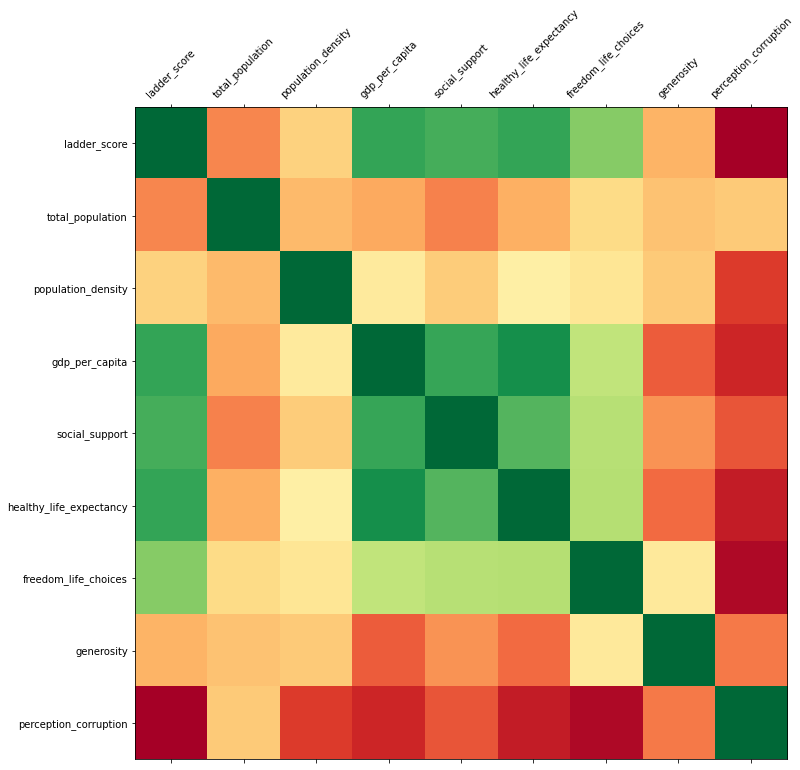 ladder_score
total_population
population_density
gdp_per_capita
social_support
healthy_life_expectancy
freedom_life_choices
generosity
perception_corruption
ladder_score
total_population
population_density
gdp_per_capita
social_support
healthy_life_expectancy
freedom_life_choices
generosity
perception_corruption